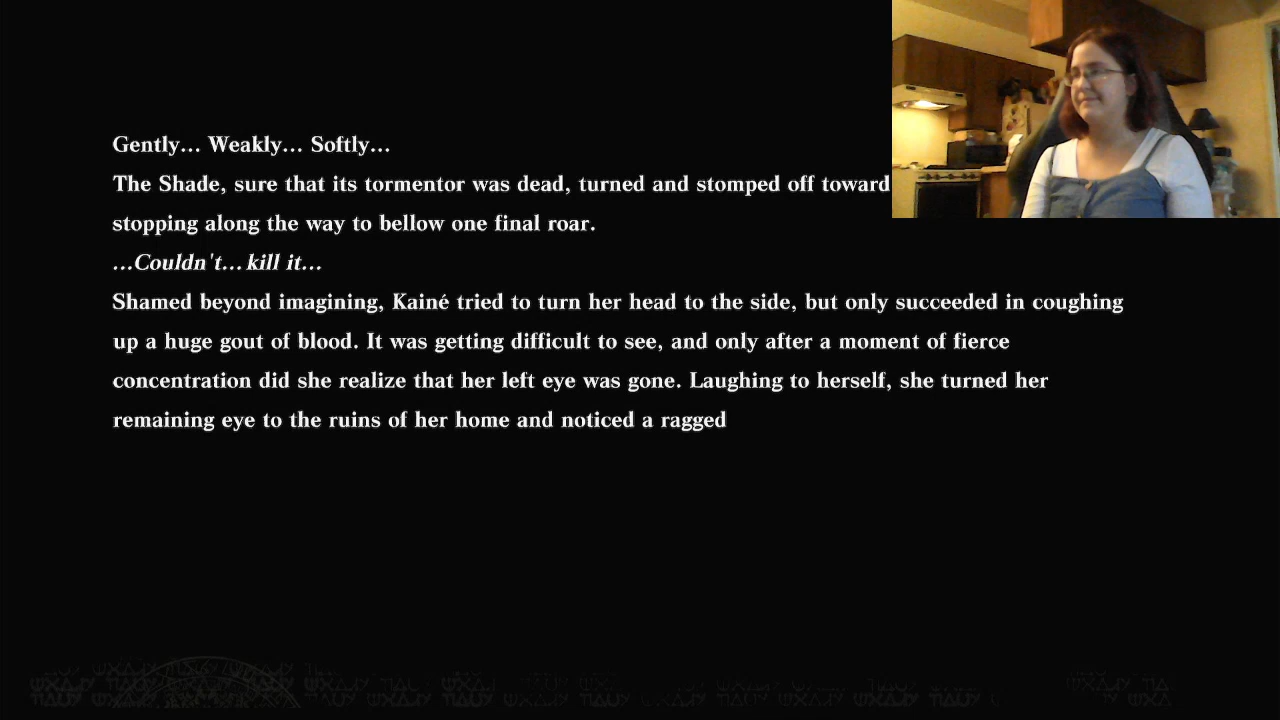 Gently... Weakly... Softly...
The Shade, sure that its tormentor was dead, turned and stomped off toward
stopping along the way to bellow one final roar.
...Couldn't... kill it...
Shamed beyond imagining, Kainé tried to turn her head to the side, but only succeeded in coughing
up a huge gout of blood. It was getting difficult to see, and only after a moment of fierce
concentration did she realize that her left eye was gone. Laughing to herself, she turned her
remaining eye to the ruins of her home and noticed a ragged